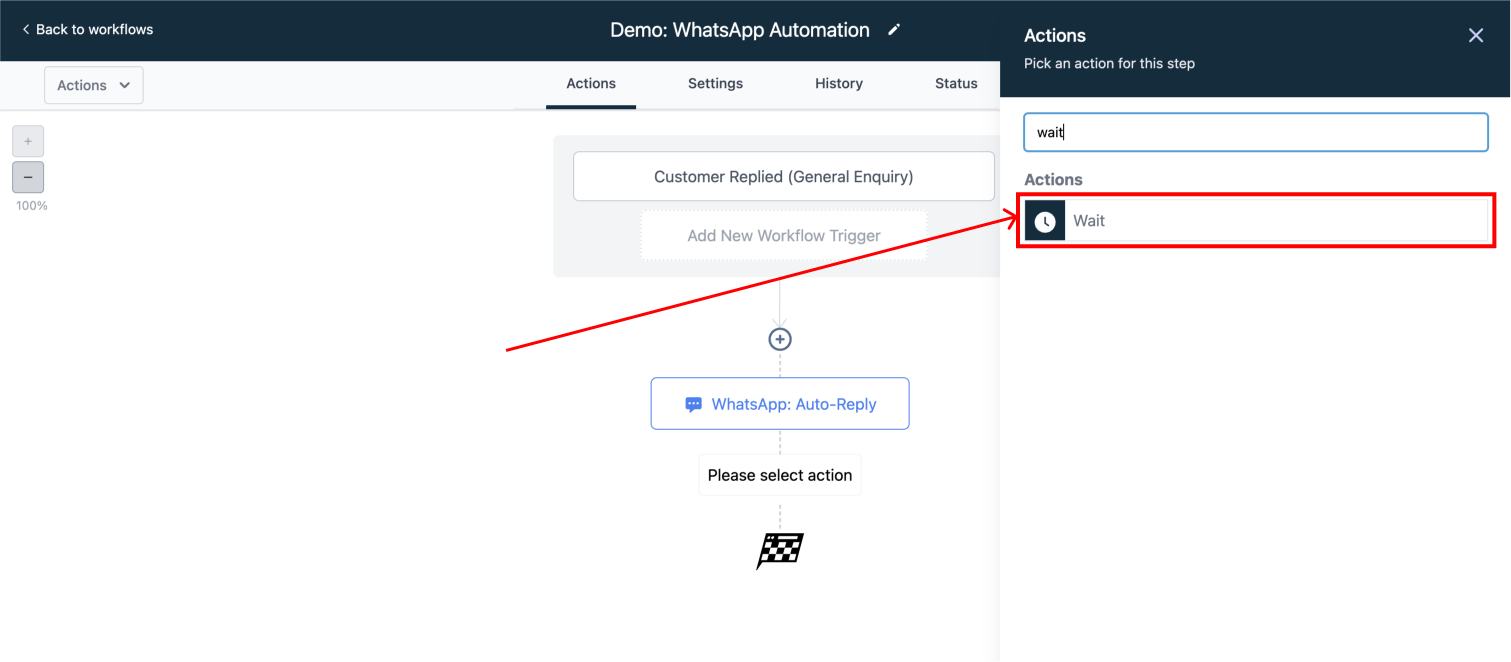 Back to workflows
Demo: WhatsApp Automation
Actions
Pick an action for this step
Actions
Actions
Settings
History
Status
+
−
100%
Customer Replied (General Enquiry)
Add New Workflow Trigger
WhatsApp: Auto-Reply
Please select action
wait
Actions
Wait